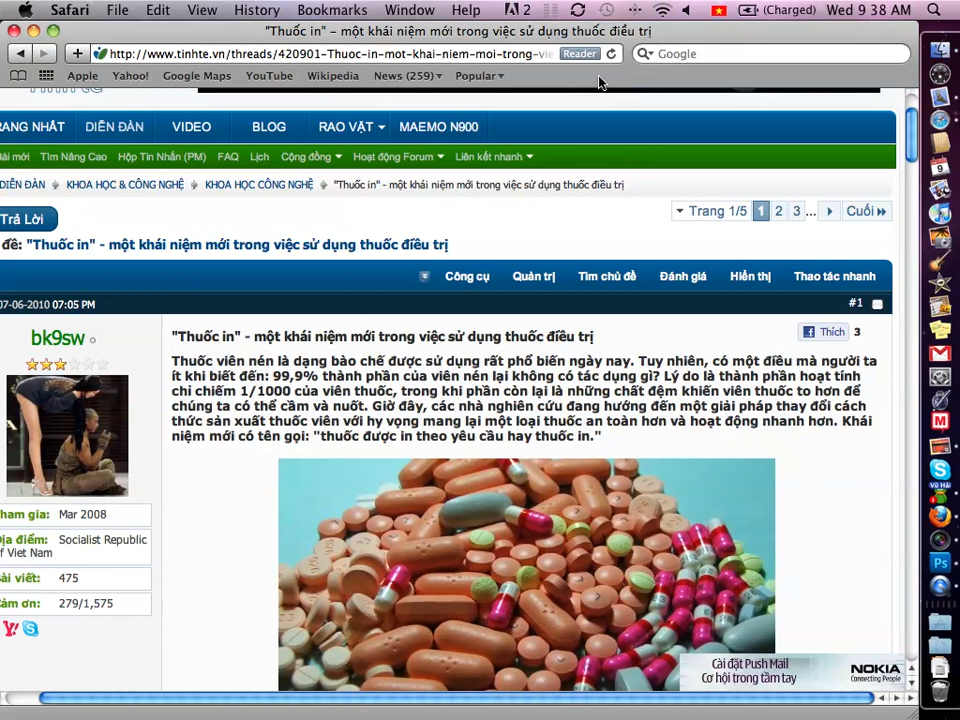 Safari File Edit View History Bookmarks Window Help 2 (Charged) Wed 9:38 AM
"Thuốc in" - một khái niệm mới trong việc sử dụng thuốc điều trị
http://www.tinhte.vn/threads/420901-Thuoc-in-mot-khai-niem-moi-trong-vie Reader Google
Apple Yahoo! Google Maps YouTube Wikipedia News (259) Popular
RANG NHẤT DIỄN ĐÀN VIDEO BLOG RAO VẶT MAEMO N900
Bài mới Tìm Nâng Cao Hộp Tin Nhắn (PM) FAQ Lịch Cộng đồng Hoạt động Forum Liên kết nhanh
DIỄN ĐÀN KHOA HỌC & CÔNG NGHỆ KHOA HỌC CÔNG NGHỆ "Thuốc in" - một khái niệm mới trong việc sử dụng thuốc điều trị
Trả Lời
Trang 1/5 1 2 3 ... Cuối
đề: "Thuốc in" - một khái niệm mới trong việc sử dụng thuốc điều trị
Công cụ Quản trị Tìm chủ đề Đánh giá Hiển thị Thao tác nhanh
07-06-2010 07:05 PM #1
bk9sw
"Thuốc in" - một khái niệm mới trong việc sử dụng thuốc điều trị
Thích 3
Thuốc viên nén là dạng bào chế được sử dụng rất phổ biến ngày nay. Tuy nhiên, có một điều mà người ta
ít khi biết đến: 99,9% thành phần của viên nén lại không có tác dụng gì? Lý do là thành phần hoạt tính
chỉ chiếm 1/1000 của viên thuốc, trong khi phần còn lại là những chất đệm khiến viên thuốc to hơn để
chúng ta có thể cầm và nuốt. Giờ đây, các nhà nghiên cứu đang hướng đến một giải pháp thay đổi cách
thức sản xuất thuốc viên với hy vọng mang lại một loại thuốc an toàn hơn và hoạt động nhanh hơn. Khái
niệm mới có tên gọi: "thuốc được in theo yêu cầu hay thuốc in."
ham gia: Mar 2008
ịa điểm: Socialist Republic
f Viet Nam
ài viết: 475
ảm ơn: 279/1,575
Cài đặt Push Mail
Cơ hội trong tầm tay
NOKIA
Connecting People